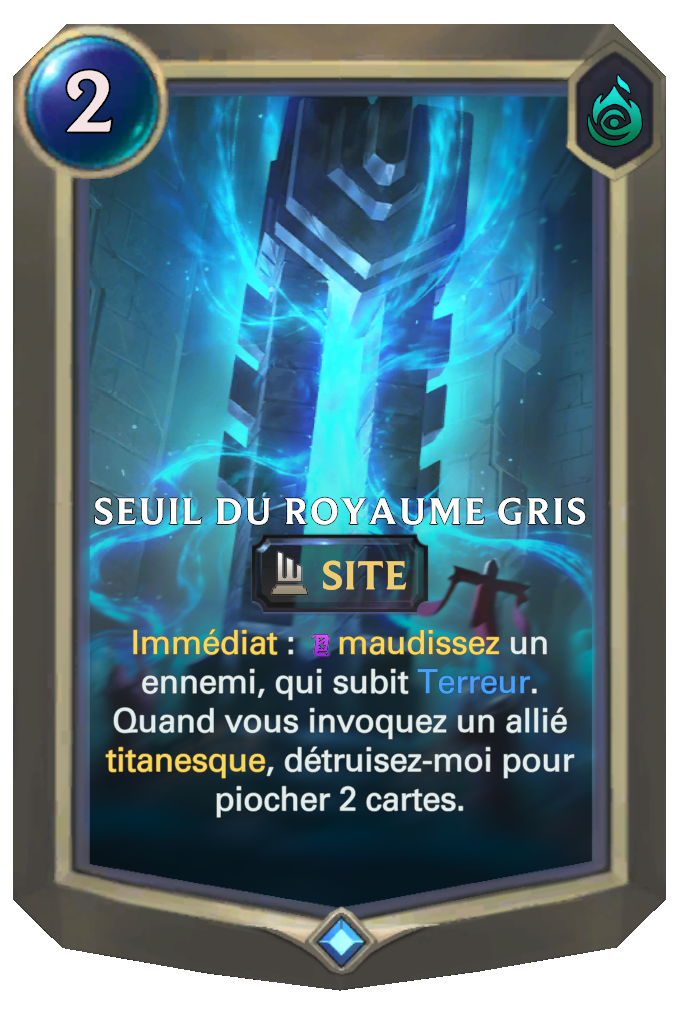 2
SEUIL DU ROYAUME GRIS
SITE
Immédiat : maudissez un
ennemi, qui subit Terreur.
Quand vous invoquez un allié
titanesque, détruisez-moi pour
piocher 2 cartes.